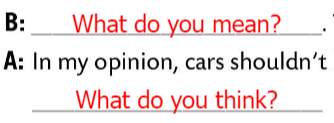 B: What do you mean?.
A: In my opinion, cars shouldn't
What do you think?